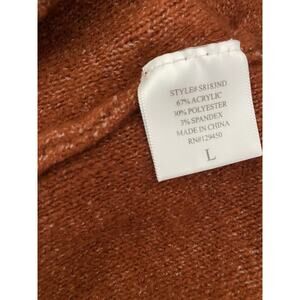 STYLE# S8183ND
67% ACRYLIC
30% POLYESTER
3% SPANDEX
MADE IN CHINA
RN#129450
L